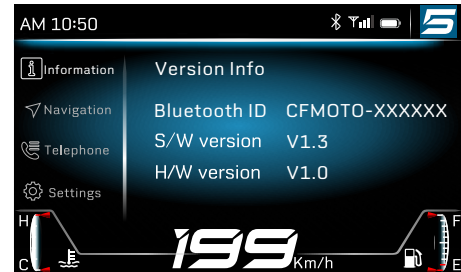 AM 10:50
5
Information
Version Info
Navigation
Bluetooth ID CFMOTO-XXXXXX
Telephone
S/W version V1.3
H/W version V1.0
Settings
H
F
C
199 Km/h
E